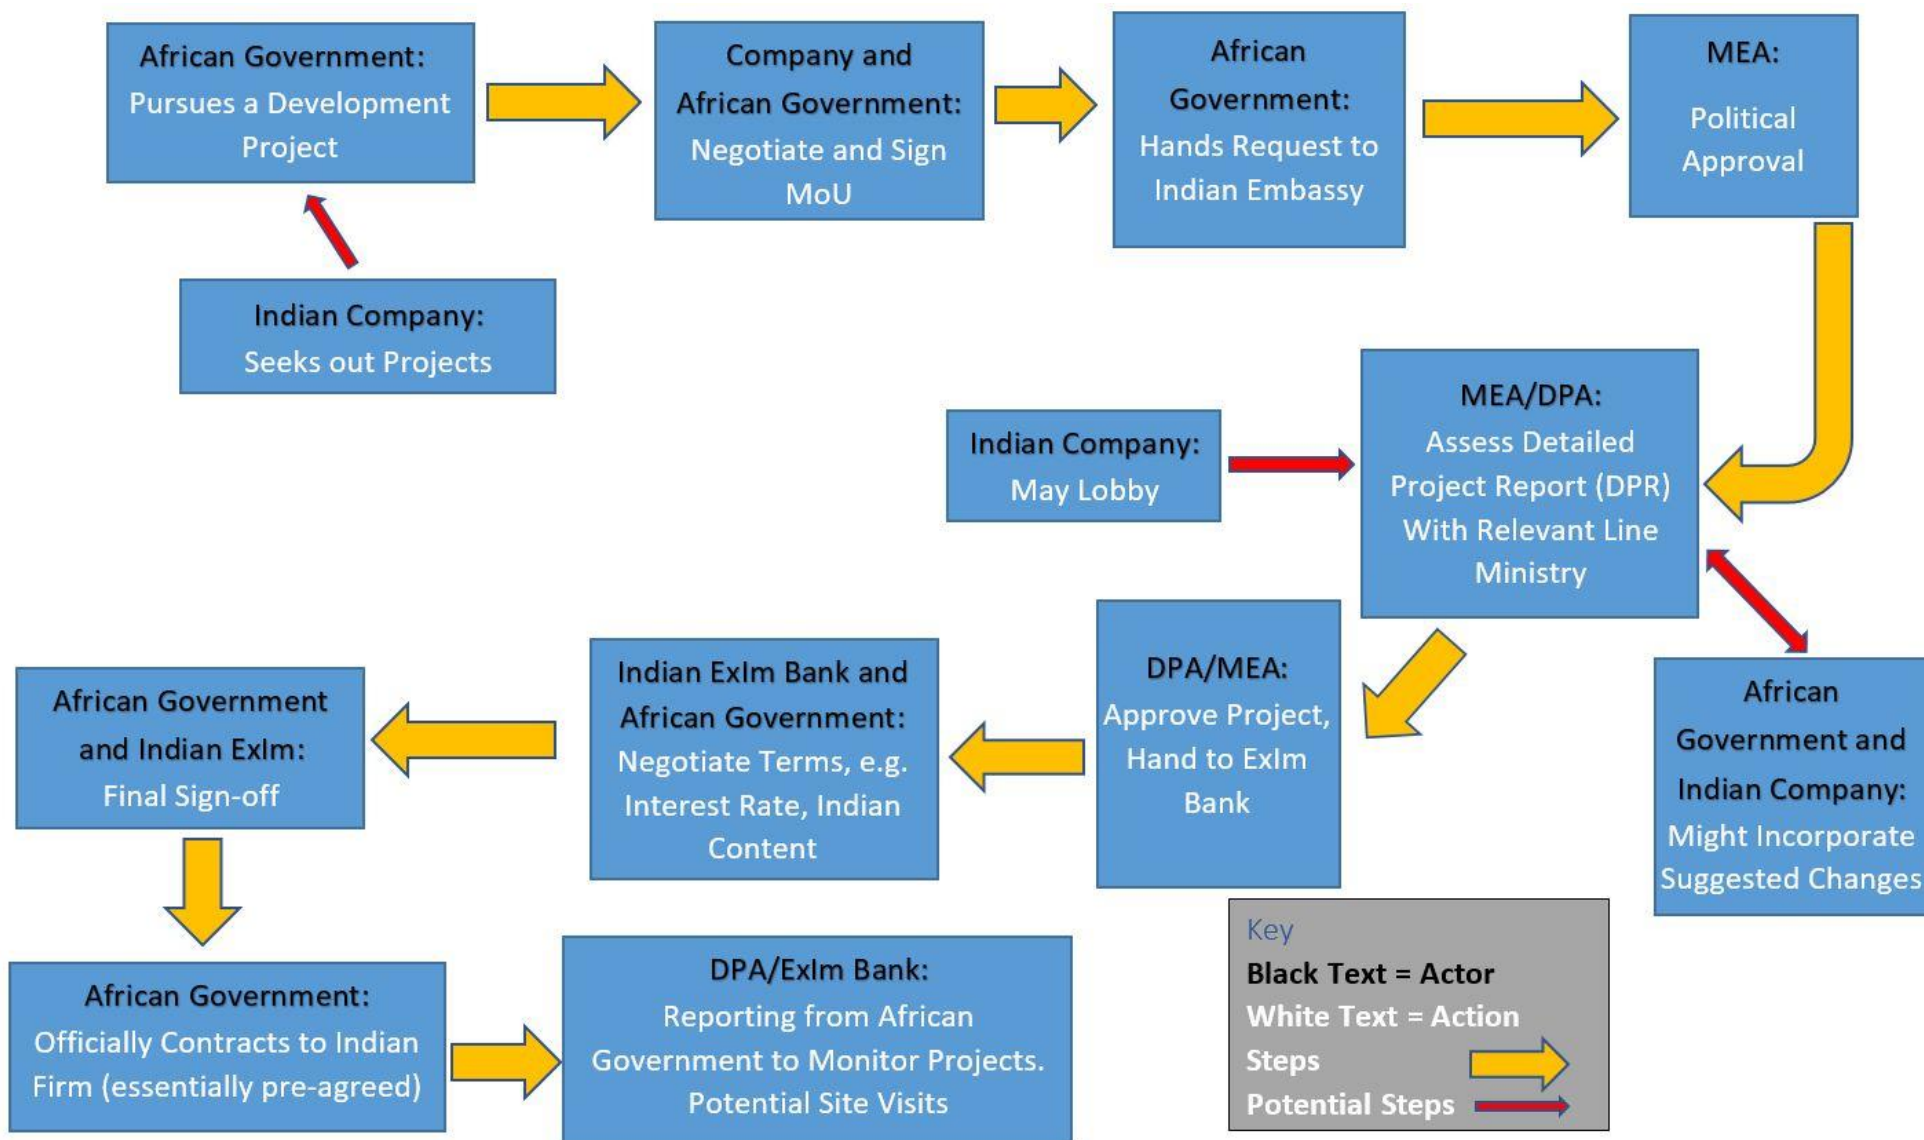 African Government:
Pursues a Development
Project
Company and
African Government:
Negotiate and Sign
MoU
African
Government:
Hands Request to
Indian Embassy
MEA:
Political
Approval
Indian Company:
Seeks out Projects
Indian Company:
May Lobby
MEA/DPA:
Assess Detailed
Project Report (DPR)
With Relevant Line
Ministry
African
Government and
Indian Company:
Might Incorporate
Suggested Changes
DPA/MEA:
Approve Project,
Hand to ExIm
Bank
Indian ExIm Bank and
African Government:
Negotiate Terms, e.g.
Interest Rate, Indian
Content
African Government
and Indian ExIm:
Final Sign-off
African Government:
Officially Contracts to Indian
Firm (essentially pre-agreed)
DPA/ExIm Bank:
Reporting from African
Government to Monitor Projects.
Potential Site Visits
Key
Black Text = Actor
White Text = Action
Steps
Potential Steps